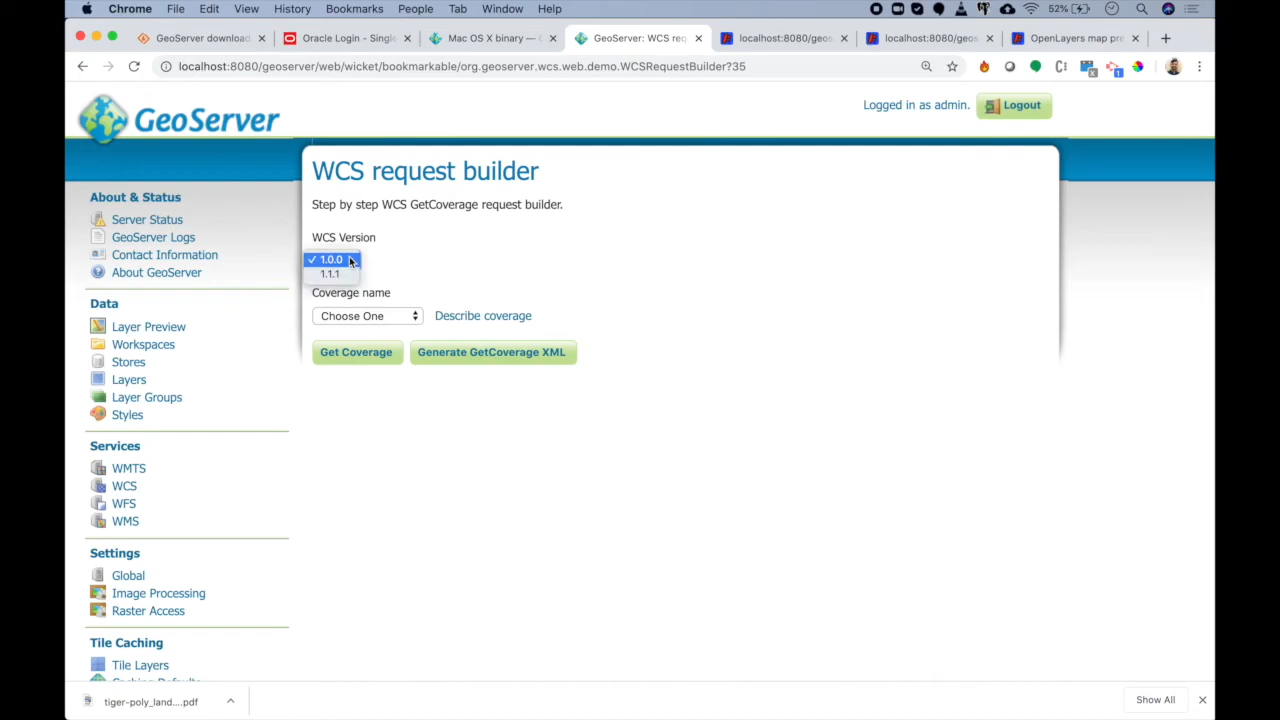 Chrome File Edit View History Bookmarks People Tab Window Help 52%
GeoServer download
Oracle Login - Single
Mac OS X binary —
GeoServer: WCS req
localhost:8080/geos
localhost:8080/geos
OpenLayers map pre
localhost:8080/geoserver/web/wicket/bookmarkable/org.geoserver.wcs.web.demo.WCSRequestBuilder?35
GeoServer
Logged in as admin. Logout
About & Status
Server Status
GeoServer Logs
Contact Information
About GeoServer
Data
Layer Preview
Workspaces
Stores
Layers
Layer Groups
Styles
Services
WMTS
WCS
WFS
WMS
Settings
Global
Image Processing
Raster Access
Tile Caching
Tile Layers
Caching Defaults
WCS request builder
Step by step WCS GetCoverage request builder.
WCS Version
✓ 1.0.0
1.1.1
Coverage name
Choose One Describe coverage
Get Coverage Generate GetCoverage XML
tiger-poly_land....pdf Show All